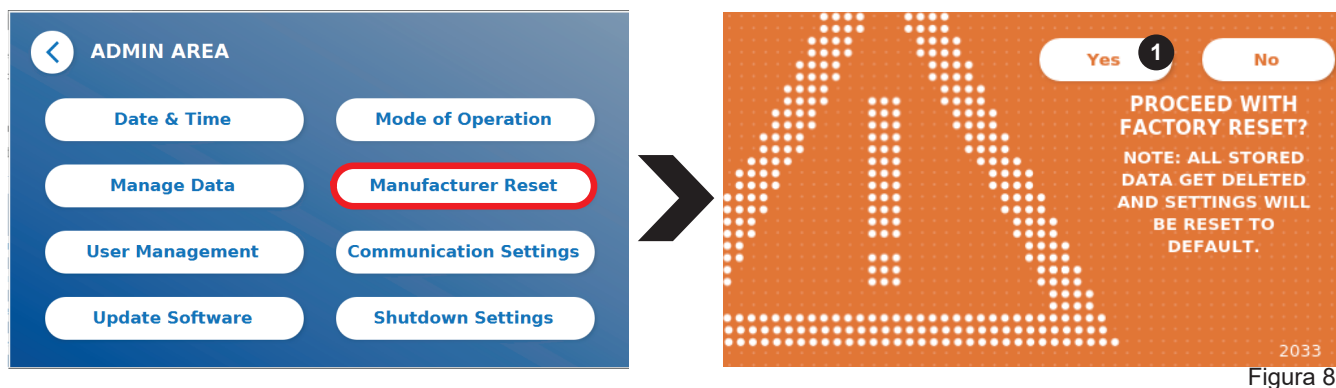 ADMIN AREA
Date & Time
Mode of Operation
Manage Data
Manufacturer Reset
User Management
Communication Settings
Update Software
Shutdown Settings
Yes
1
No
PROCEED WITH
FACTORY RESET?
NOTE: ALL STORED
DATA GET DELETED
AND SETTINGS WILL
BE RESET TO
DEFAULT.
2033
Figura 8